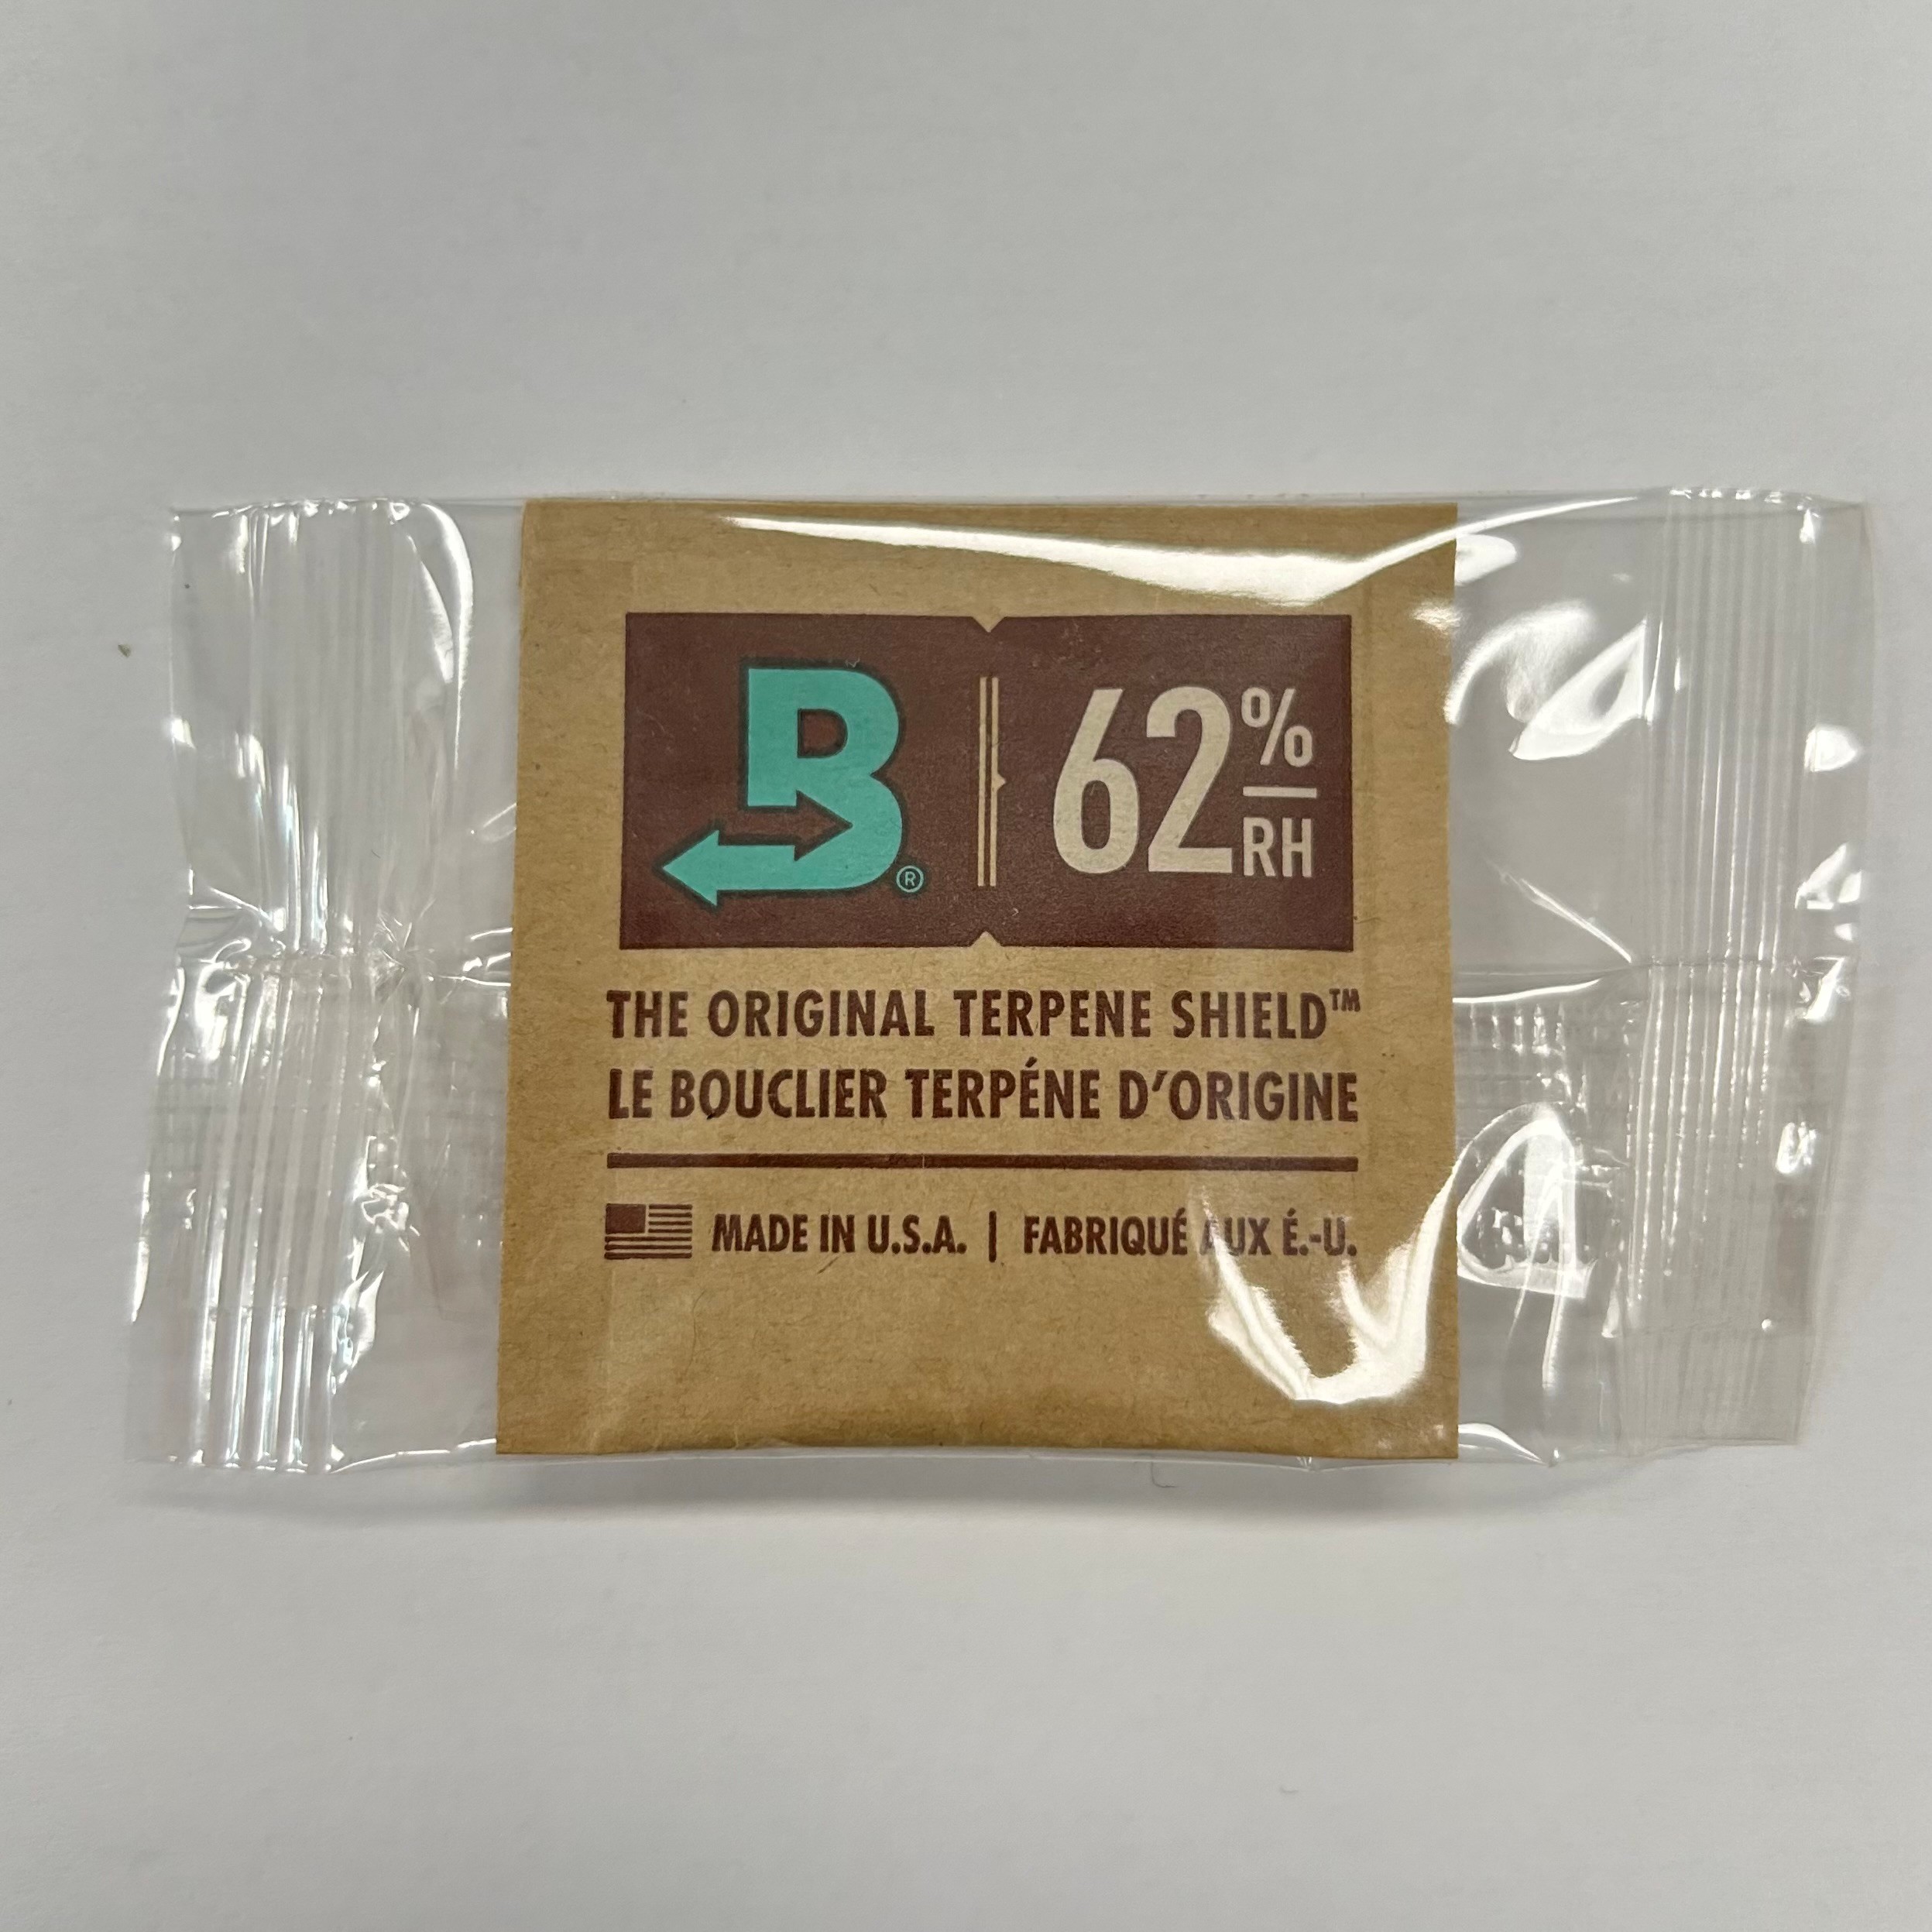 B®
62% RH
THE ORIGINAL TERPENE SHIELD™
LE BOUCLIER TERPÉNE D'ORIGINE
MADE IN U.S.A. | FABRIQUÉ AUX É.-U.